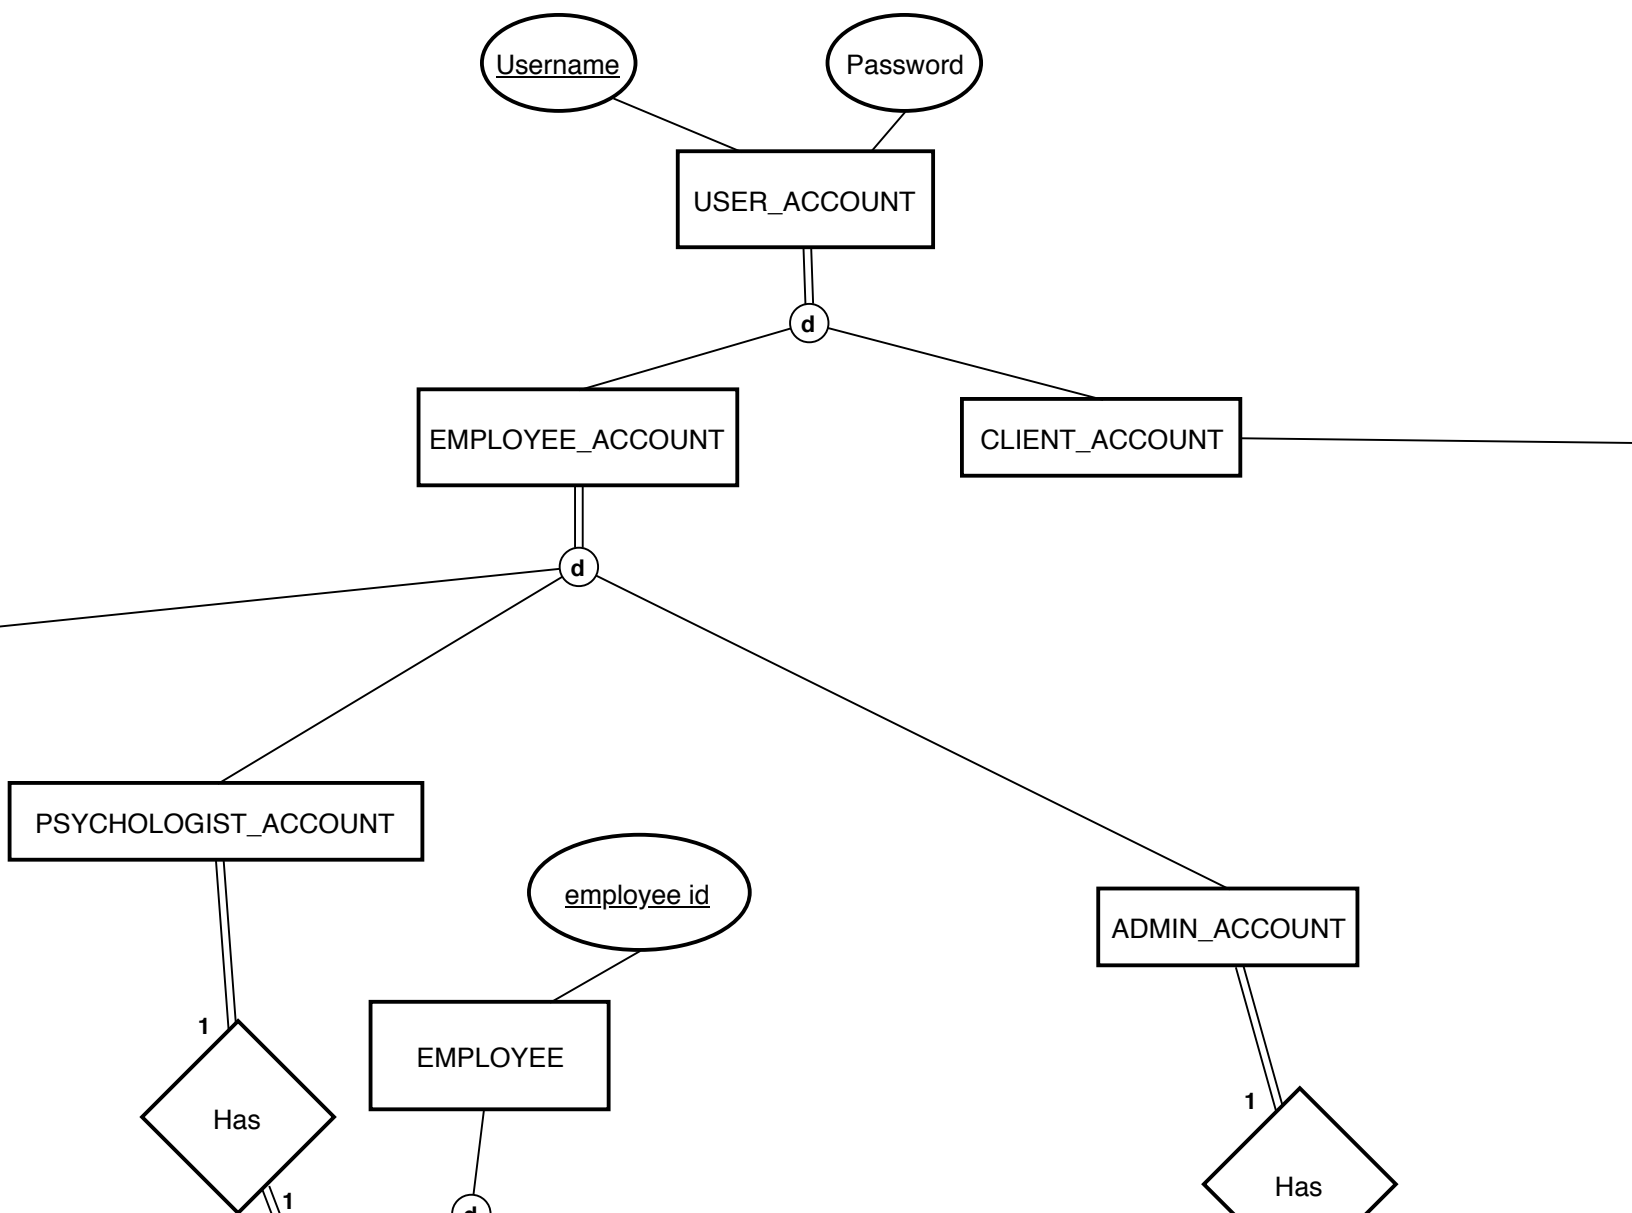 Username
Password
USER_ACCOUNT
d
EMPLOYEE_ACCOUNT
CLIENT_ACCOUNT
d
PSYCHOLOGIST_ACCOUNT
employee id
ADMIN_ACCOUNT
1
EMPLOYEE
Has
1
1
Has
d